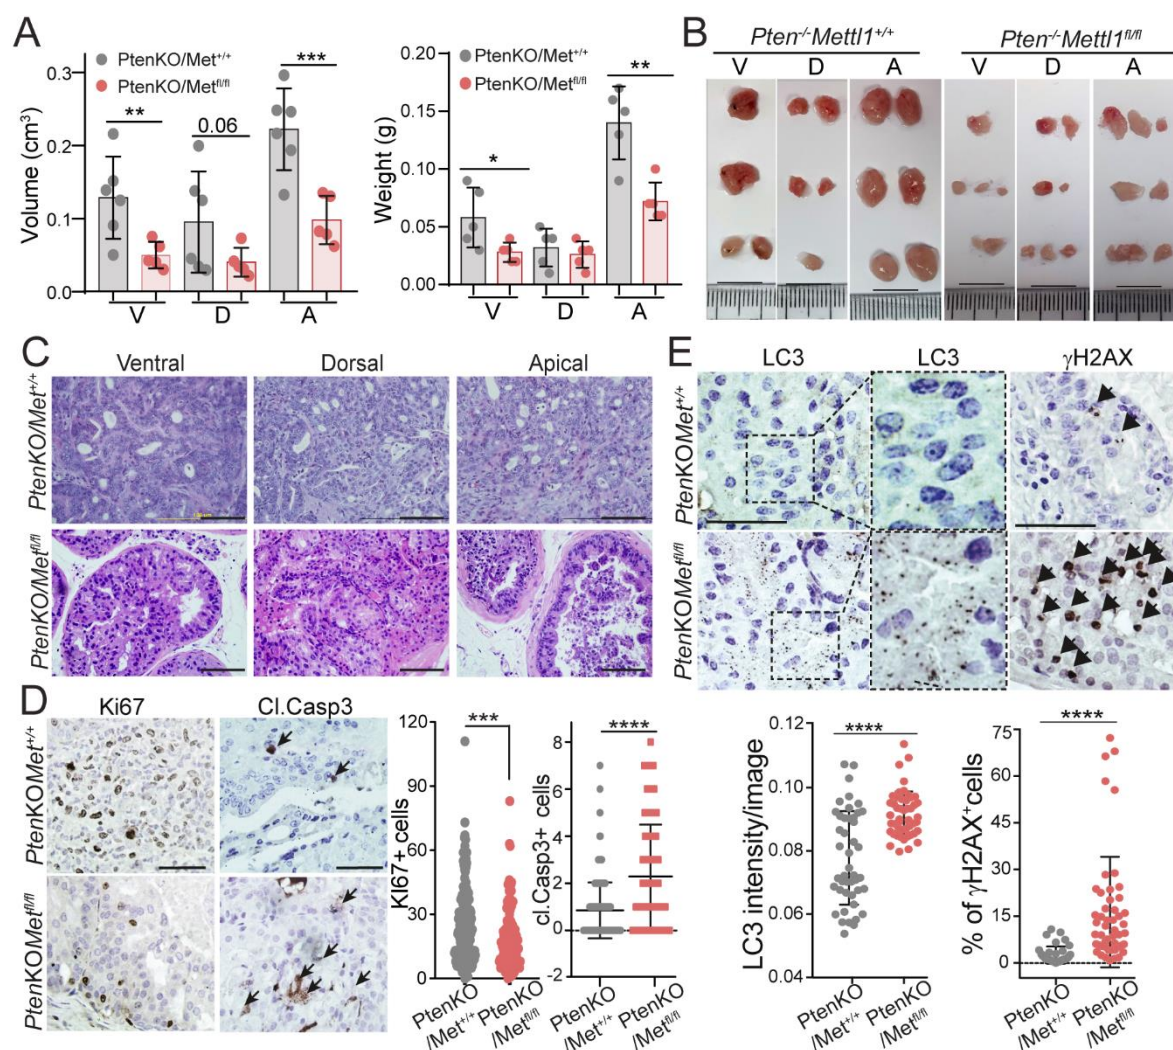 A
PtenKO/Met+/+
PtenKO/Metfl/fl
Volume (cm3)
0.3
0.2
0.1
0.0
**
0.06
***
V D A
PtenKO/Met+/+
PtenKO/Metfl/fl
Weight (g)
0.20
0.15
0.10
0.05
0.00
*
**
V D A
B
Pten-/-Mettl1+/+ Pten-/-Mettl1fl/fl
V D A V D A
C
Ventral Dorsal Apical
PtenKO/Met+/+
PtenKO/Metfl/fl
D
Ki67 Cl.Casp3
PtenKOMet+/+
PtenKOMetfl/fl
Ki67+ cells
120
90
60
30
0
***
PtenKO
/Met+/+
PtenKO
/Metfl/fl
cl.Casp3+ cells
8
6
4
2
0
-2
****
PtenKO
/Met+/+
PtenKO
/Metfl/fl
E
LC3 LC3 γH2AX
PtenKOMet+/+
PtenKOMetfl/fl
LC3 intensity/image
0.12
0.10
0.08
0.06
0.04
****
PtenKO
/Met+/+
PtenKO
/Metfl/fl
% of γH2AX+cells
75
60
45
30
15
0
****
PtenKO
/Met+/+
PtenKO
/Metfl/fl